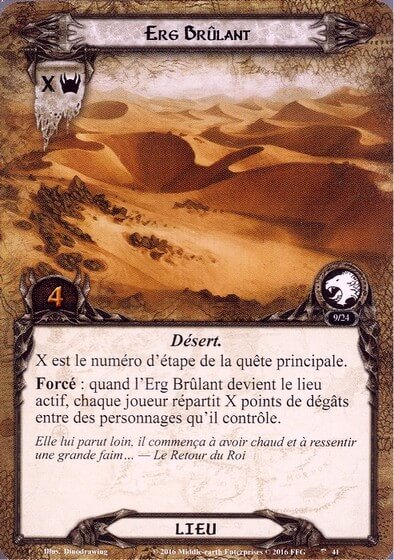 Erg Brûlant
X
4
9/24
Désert.
X est le numéro d'étape de la quête principale.
Forcé : quand l'Erg Brûlant devient le lieu
actif, chaque joueur répartit X points de dégâts
entre des personnages qu'il contrôle.
Elle lui parut loin, il commença à avoir chaud et à ressentir
une grande faim… — Le Retour du Roi
LIEU
Illus. Dinodrawing
© 2016 Middle-earth Enterprises © 2016 FFG
41